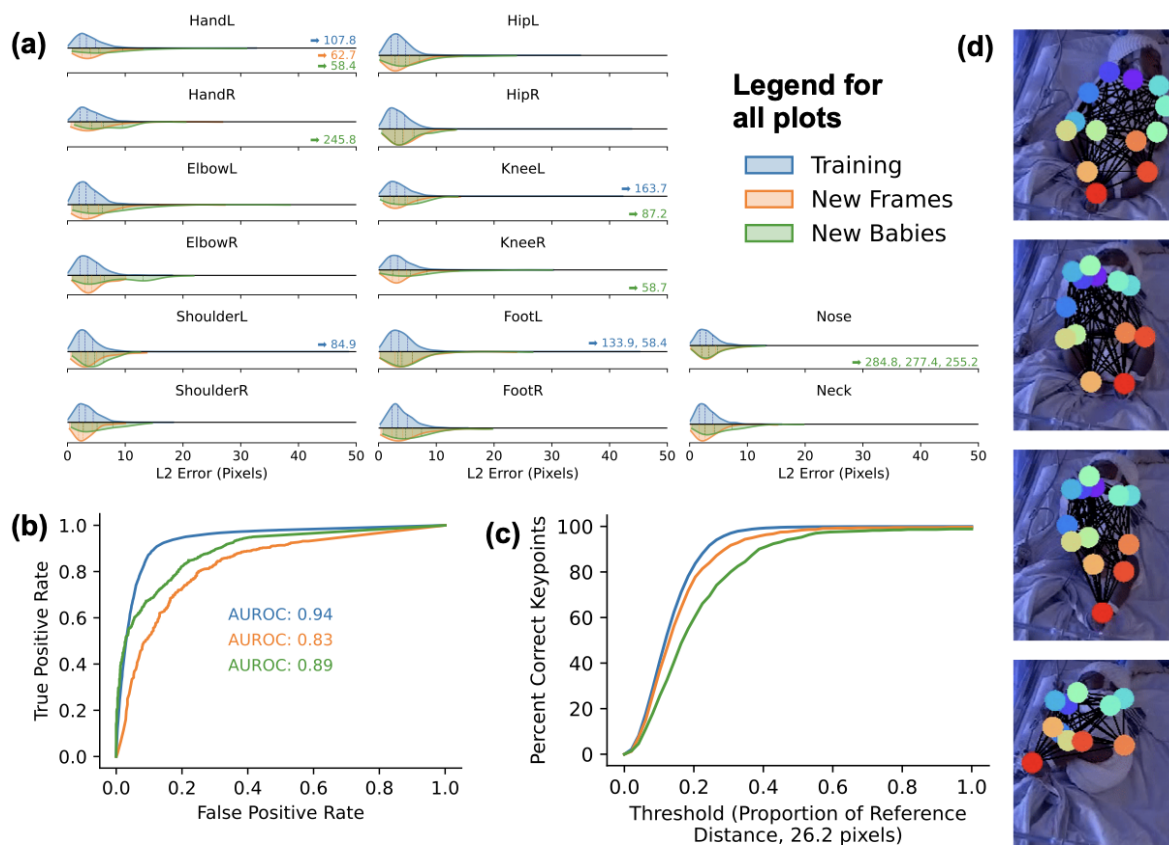 (a)
HandL
➡ 107.8
➡ 62.7
➡ 58.4
HandR
➡ 245.8
ElbowL
ElbowR
ShoulderL
➡ 84.9
ShoulderR
0 10 20 30 40 50
L2 Error (Pixels)
HipL
HipR
KneeL
➡ 163.7
➡ 87.2
KneeR
➡ 58.7
FootL
➡ 133.9, 58.4
FootR
0 10 20 30 40 50
L2 Error (Pixels)
Legend for
all plots
Training
New Frames
New Babies
Nose
➡ 284.8, 277.4, 255.2
Neck
0 10 20 30 40 50
L2 Error (Pixels)
(d)
(b)
True Positive Rate
1.0
0.8
0.6
0.4
0.2
0.0
AUROC: 0.94
AUROC: 0.83
AUROC: 0.89
0.0 0.2 0.4 0.6 0.8 1.0
False Positive Rate
(c)
Percent Correct Keypoints
100
80
60
40
20
0
0.0 0.2 0.4 0.6 0.8 1.0
Threshold (Proportion of Reference
Distance, 26.2 pixels)